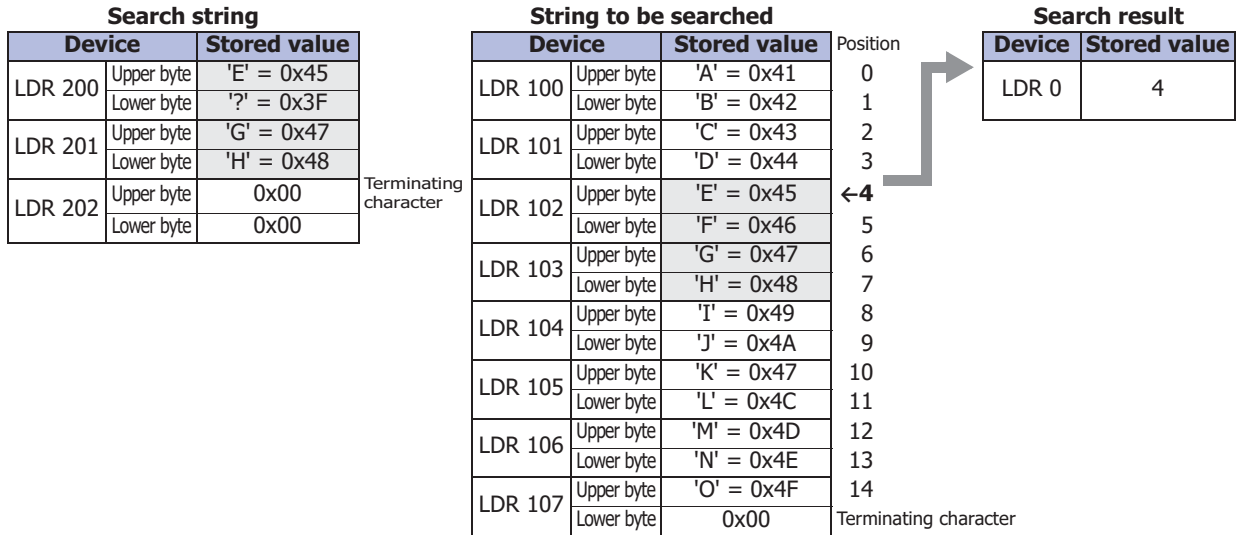 Search string
Device Stored value
LDR 200 Upper byte 'E' = 0x45
Lower byte '?' = 0x3F
LDR 201 Upper byte 'G' = 0x47
Lower byte 'H' = 0x48
LDR 202 Upper byte 0x00
Lower byte 0x00
Terminating
character
String to be searched
Device Stored value Position
LDR 100 Upper byte 'A' = 0x41 0
Lower byte 'B' = 0x42 1
LDR 101 Upper byte 'C' = 0x43 2
Lower byte 'D' = 0x44 3
LDR 102 Upper byte 'E' = 0x45 ←4
Lower byte 'F' = 0x46 5
LDR 103 Upper byte 'G' = 0x47 6
Lower byte 'H' = 0x48 7
LDR 104 Upper byte 'I' = 0x49 8
Lower byte 'J' = 0x4A 9
LDR 105 Upper byte 'K' = 0x47 10
Lower byte 'L' = 0x4C 11
LDR 106 Upper byte 'M' = 0x4D 12
Lower byte 'N' = 0x4E 13
LDR 107 Upper byte 'O' = 0x4F 14
Lower byte 0x00 Terminating character
Search result
Device Stored value
LDR 0 4